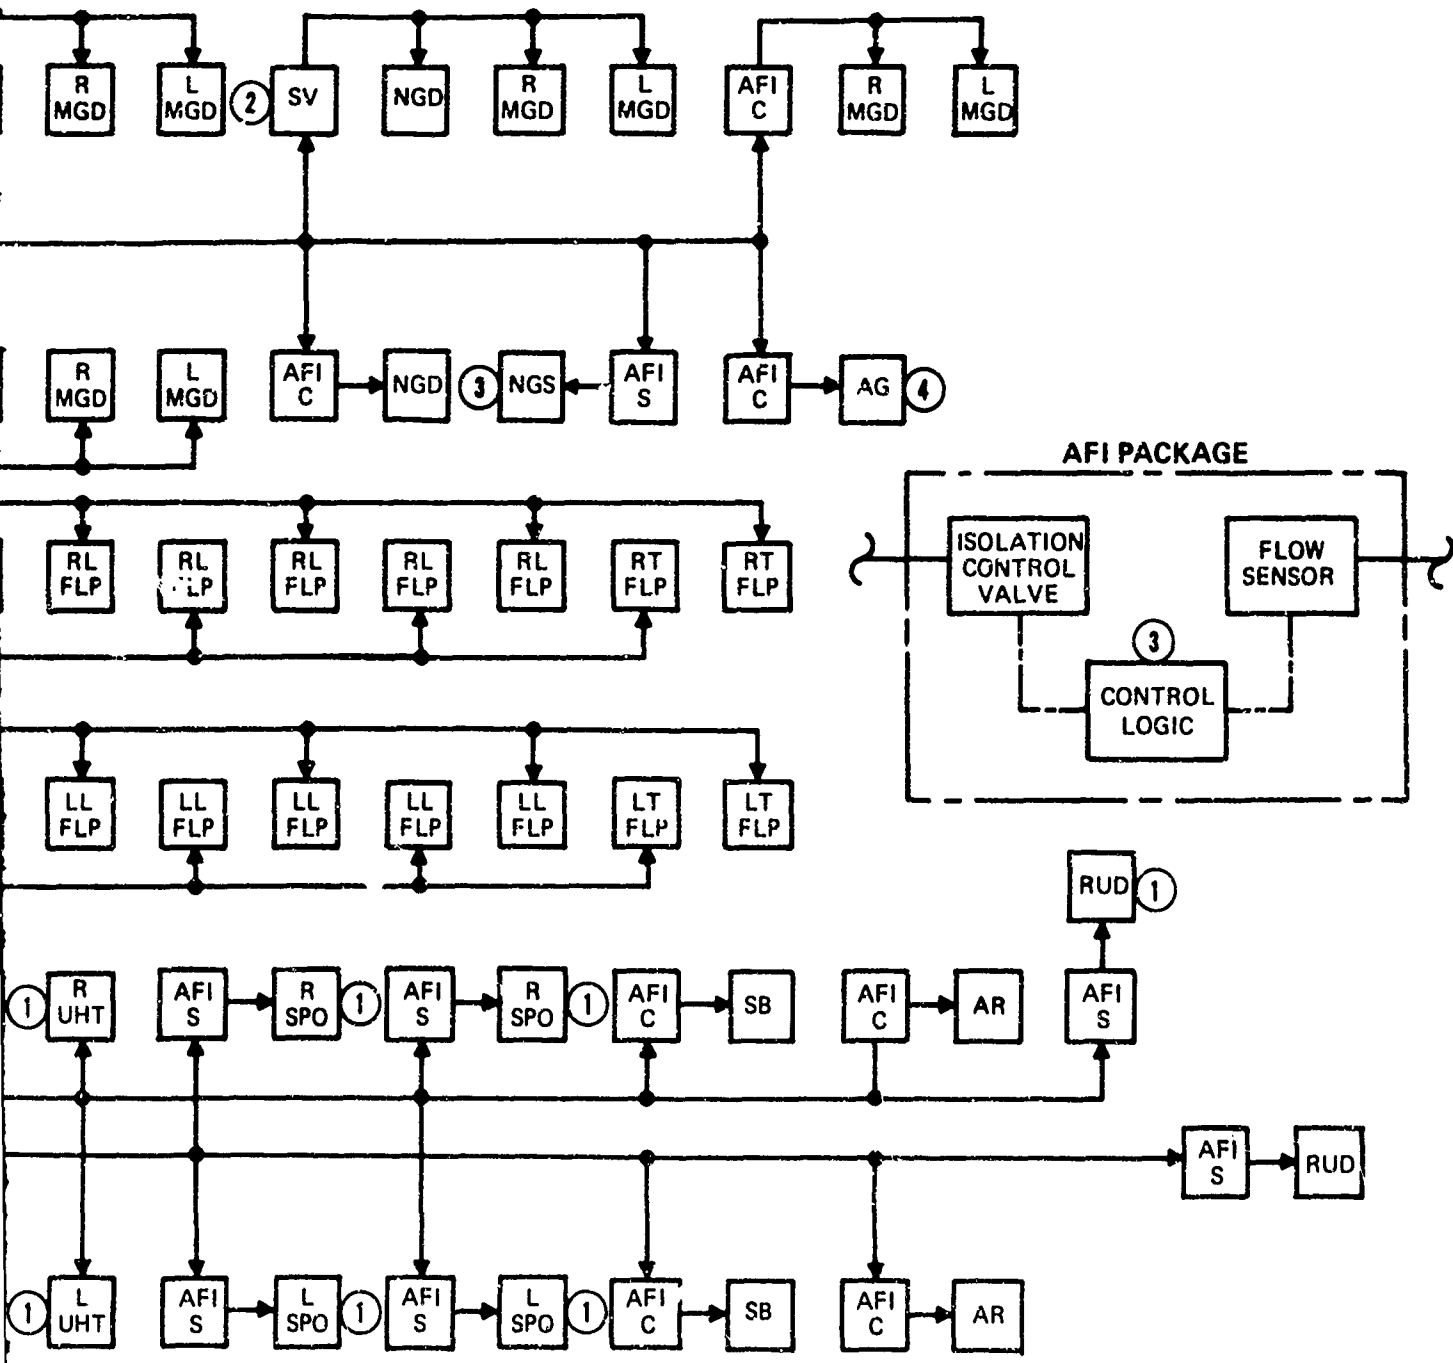 R
MGD
L
MGD
2
SV
NGD
R
MGD
L
MGD
AFI
C
R
MGD
L
MGD
R
MGD
L
MGD
AFI
C
NGD
3
NGS
AFI
S
AFI
C
AG
4
AFI PACKAGE
ISOLATION
CONTROL
VALVE
FLOW
SENSOR
3
CONTROL
LOGIC
RL
FLP
RL
FLP
RL
FLP
RL
FLP
RL
FLP
RT
FLP
RT
FLP
LL
FLP
LL
FLP
LL
FLP
LL
FLP
LL
FLP
LT
FLP
LT
FLP
RUD
1
1
R
UHT
AFI
S
R
SPO
1
AFI
S
R
SPO
1
AFI
C
SB
AFI
C
AR
AFI
S
AFI
S
RUD
1
L
UHT
AFI
S
L
SPO
1
AFI
S
L
SPO
1
AFI
C
SB
AFI
C
AR